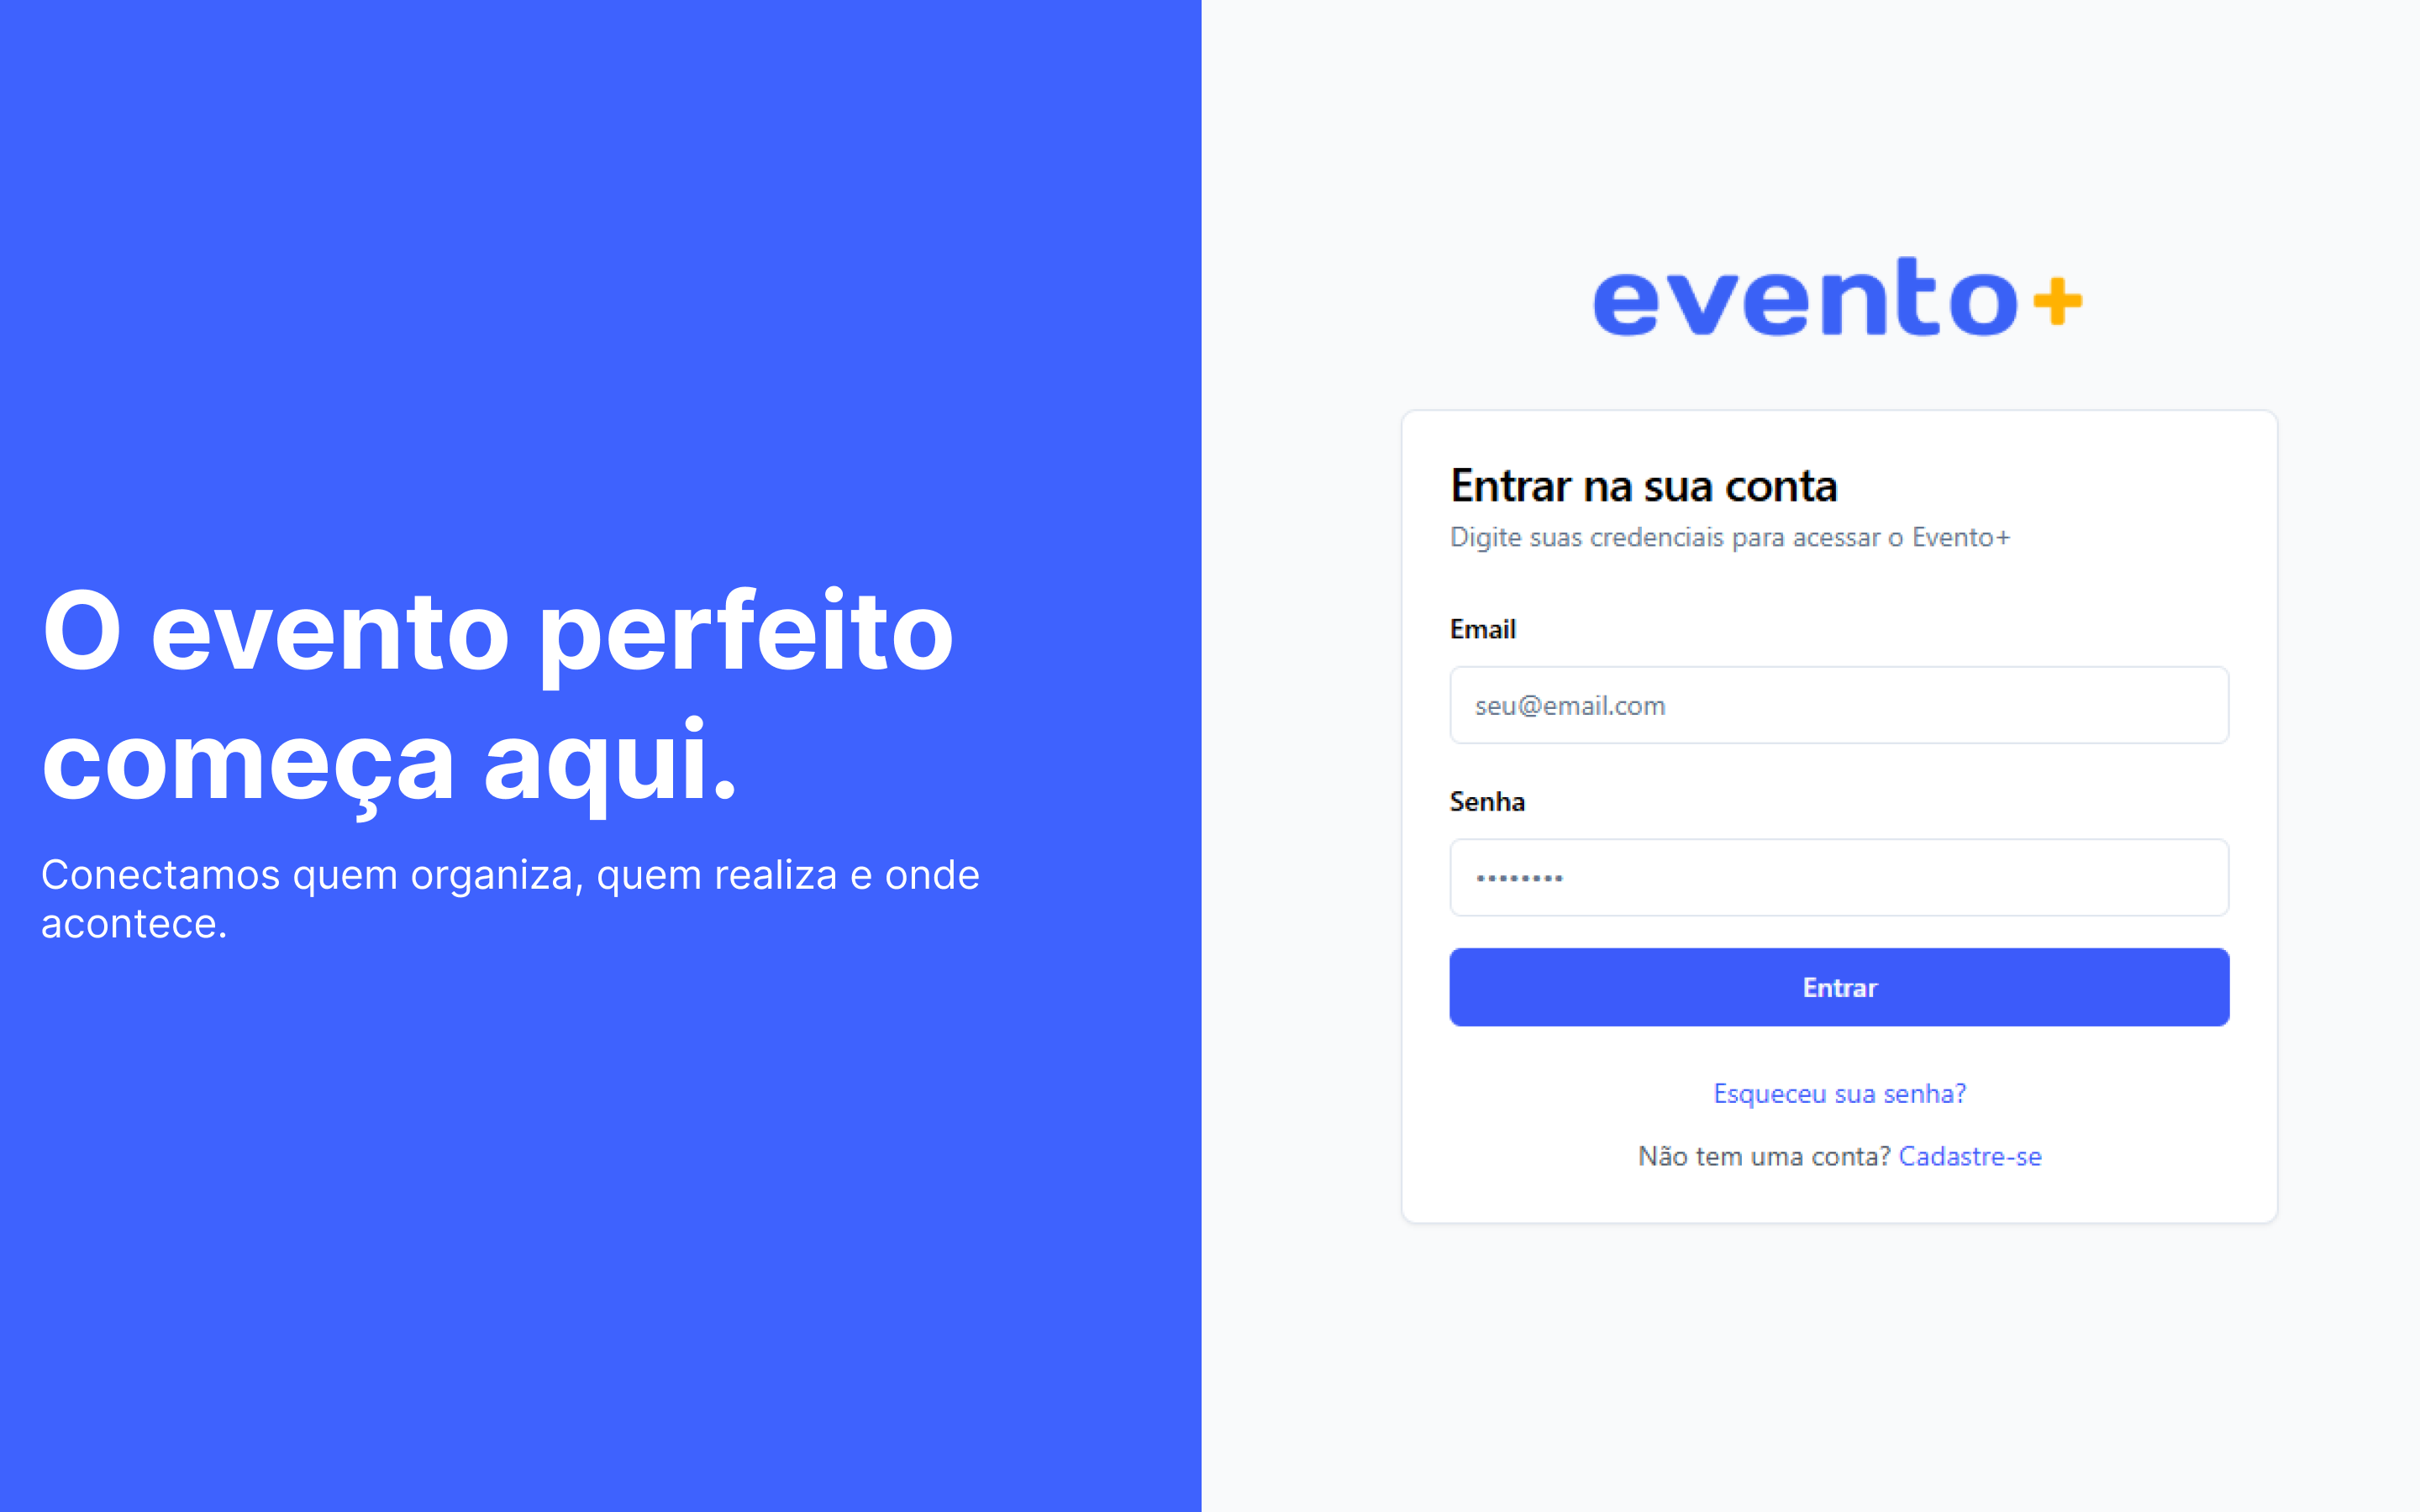 O evento perfeito
começa aqui.
Conectamos quem organiza, quem realiza e onde
acontece.
evento+
Entrar na sua conta
Digite suas credenciais para acessar o Evento+
Email
seu@email.com
Senha
••••••••
Entrar
Esqueceu sua senha?
Não tem uma conta? Cadastre-se